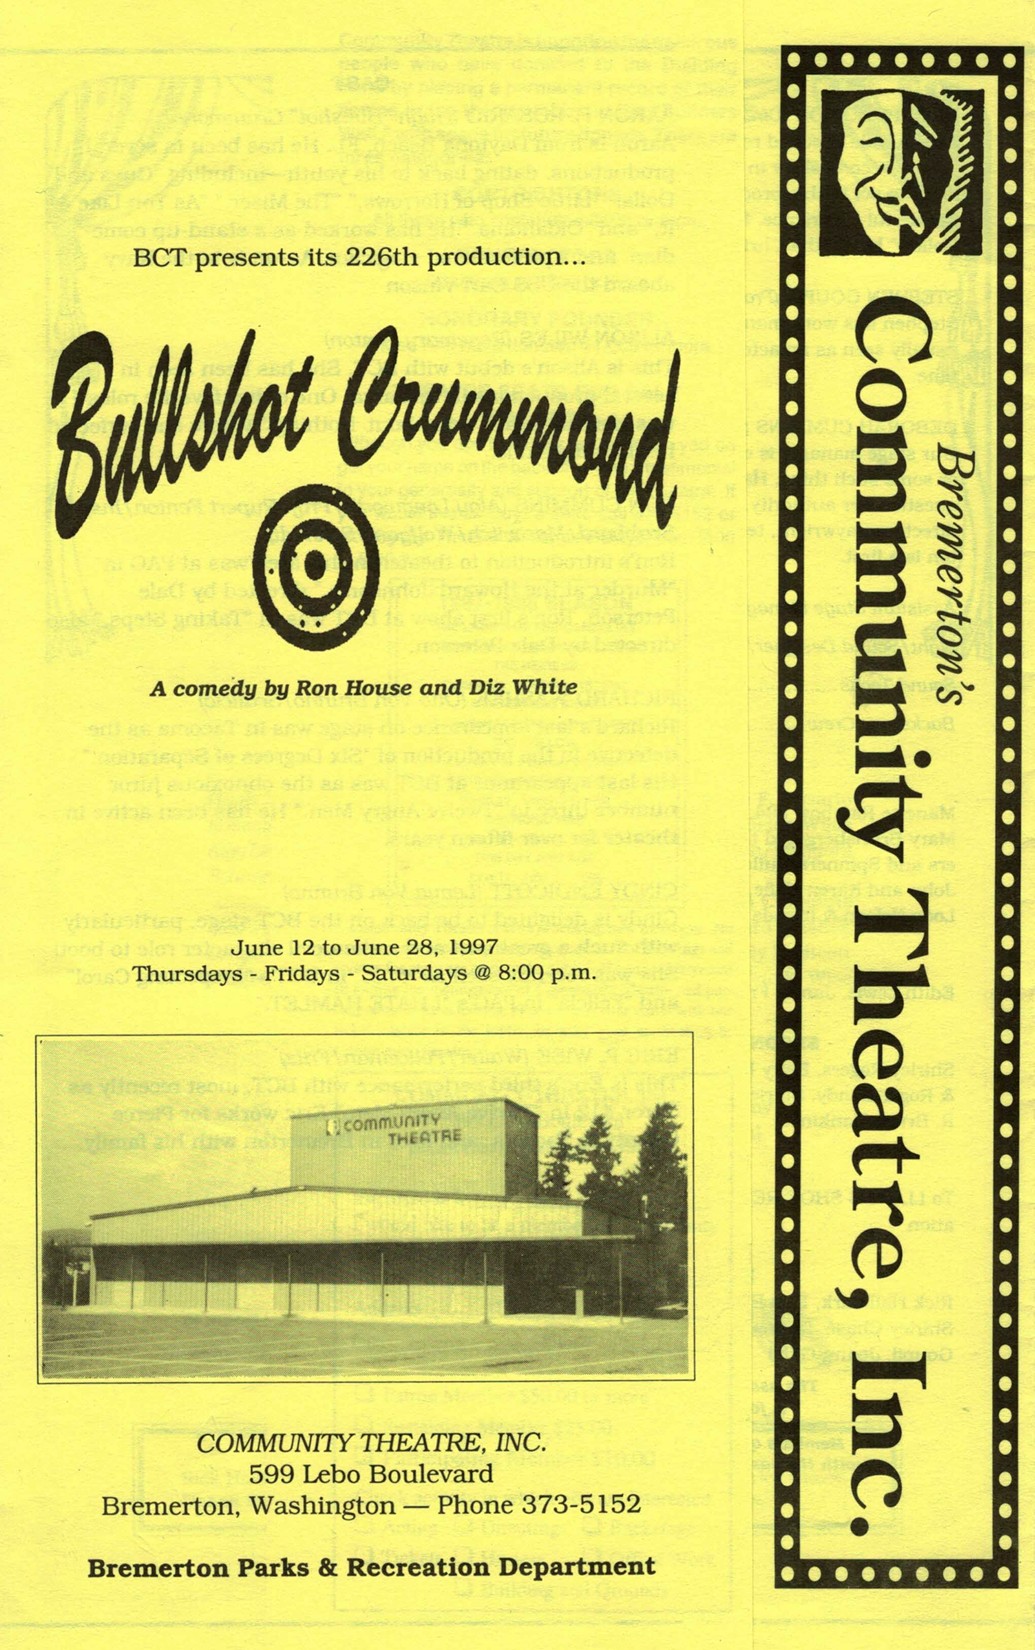 BCT presents its 226th production...
Bullshot Crummond
A comedy by Ron House and Diz White
June 12 to June 28, 1997
Thursdays - Fridays - Saturdays @ 8:00 p.m.
COMMUNITY
THEATRE
COMMUNITY THEATRE, INC.
599 Lebo Boulevard
Bremerton, Washington — Phone 373-5152
Bremerton Parks & Recreation Department
Bremerton's
Community Theatre, Inc.